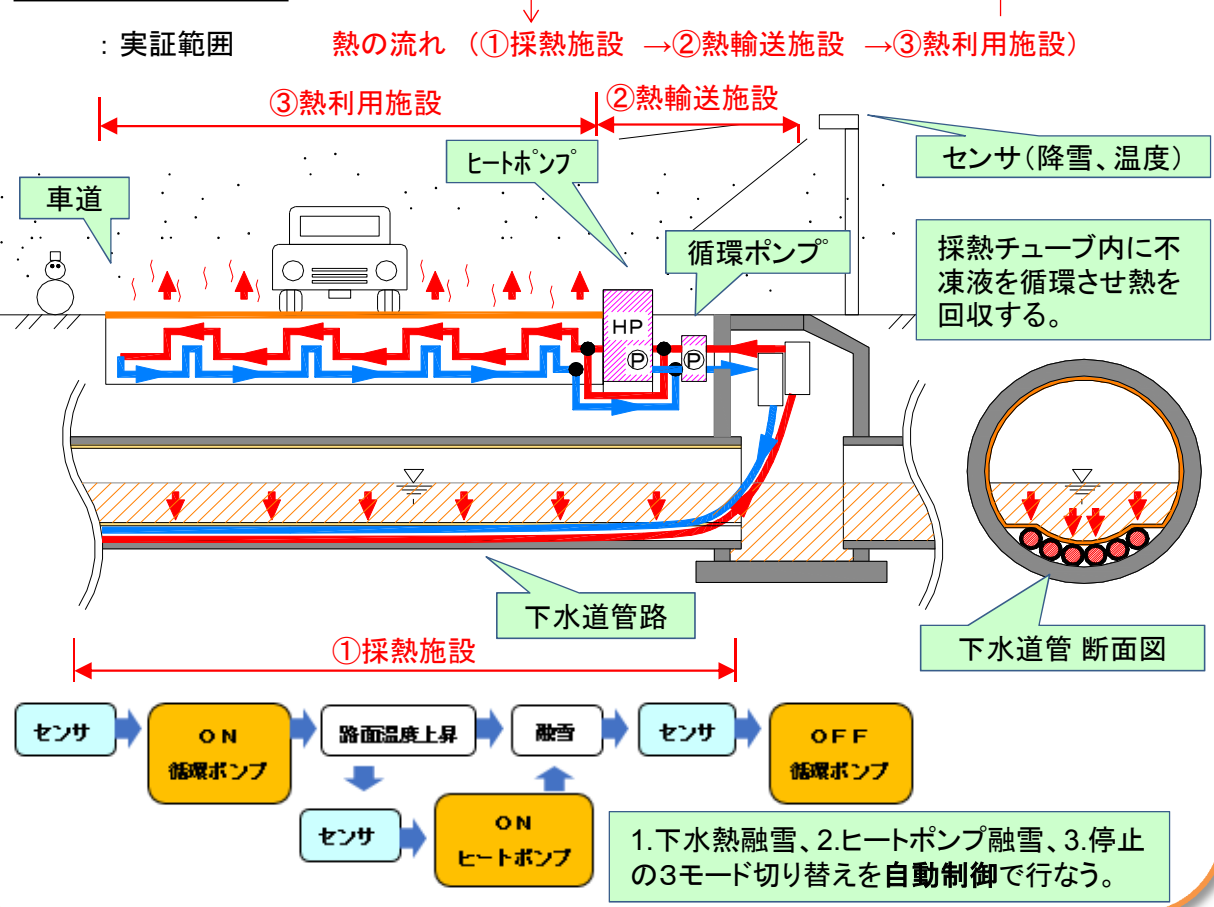 ：実証範囲
熱の流れ （①採熱施設 →②熱輸送施設 →③熱利用施設）
③熱利用施設
②熱輸送施設
ﾋｰﾄﾎﾟﾝﾌﾟ
センサ（降雪、温度）
車道
循環ポンプ
採熱チューブ内に不
凍液を循環させ熱を
回収する。
HP
P
P
下水道管路
下水道管 断面図
①採熱施設
センサ
ON
循環ポンプ
路面温度上昇
融雪
センサ
OFF
循環ポンプ
センサ
ON
ヒートポンプ
1.下水熱融雪、2.ヒートポンプ融雪、3.停止
の3モード切り替えを自動制御で行なう。